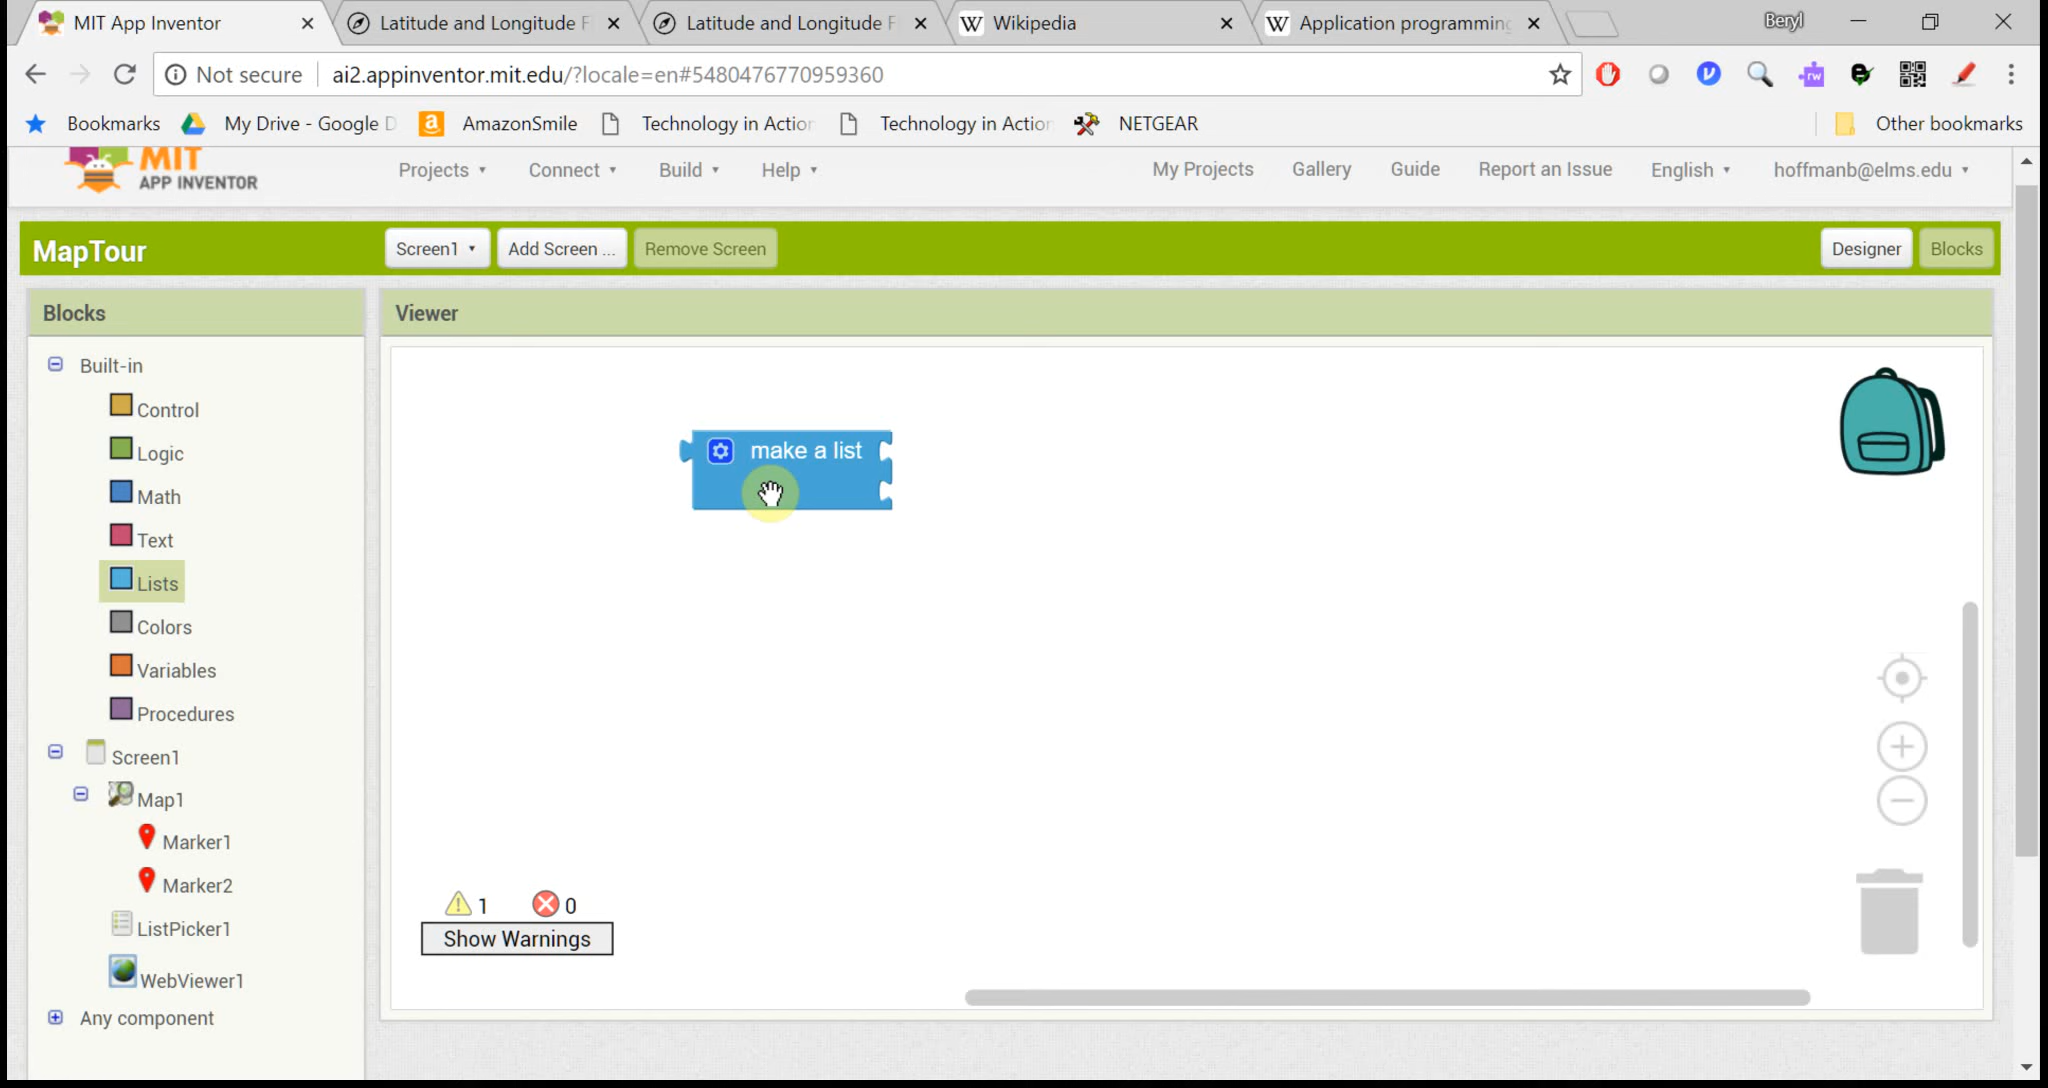 MIT App Inventor
Latitude and Longitude F
Latitude and Longitude F
Wikipedia
Application programming
Beryl
Not secure
ai2.appinventor.mit.edu/?locale=en#5480476770959360
rw
Bookmarks
My Drive - Google D
AmazonSmile
Technology in Action
Technology in Action
NETGEAR
Other bookmarks
MIT
APP INVENTOR
Projects
Connect
Build
Help
My Projects
Gallery
Guide
Report an Issue
English
hoffmanb@elms.edu
MapTour
Screen1
Add Screen ...
Remove Screen
Designer
Blocks
Blocks
Viewer
Built-in
Control
Logic
Math
Text
Lists
Colors
Variables
Procedures
Screen1
Map1
Marker1
Marker2
ListPicker1
WebViewer1
Any component
make a list
1
0
Show Warnings